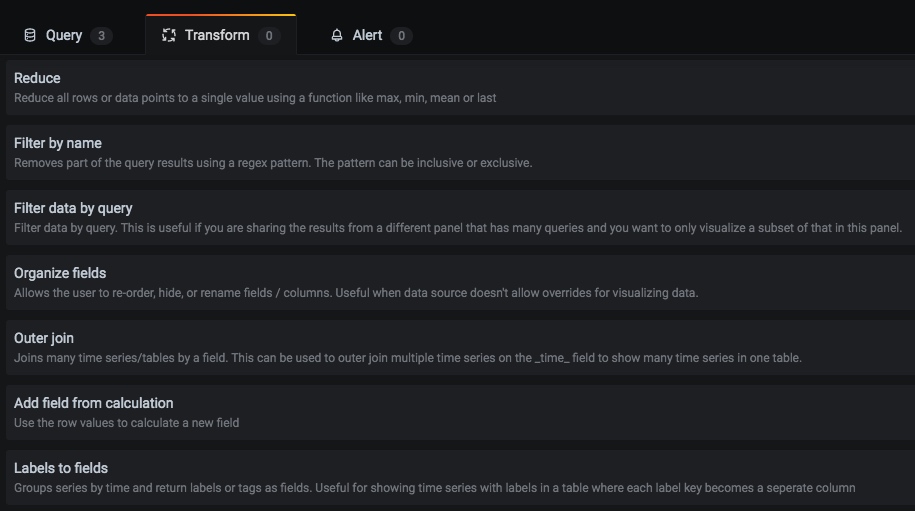 Query 3 Transform 0 Alert 0
Reduce
Reduce all rows or data points to a single value using a function like max, min, mean or last
Filter by name
Removes part of the query results using a regex pattern. The pattern can be inclusive or exclusive.
Filter data by query
Filter data by query. This is useful if you are sharing the results from a different panel that has many queries and you want to only visualize a subset of that in this panel.
Organize fields
Allows the user to re-order, hide, or rename fields / columns. Useful when data source doesn't allow overrides for visualizing data.
Outer join
Joins many time series/tables by a field. This can be used to outer join multiple time series on the _time_ field to show many time series in one table.
Add field from calculation
Use the row values to calculate a new field
Labels to fields
Groups series by time and return labels or tags as fields. Useful for showing time series with labels in a table where each label key becomes a seperate column